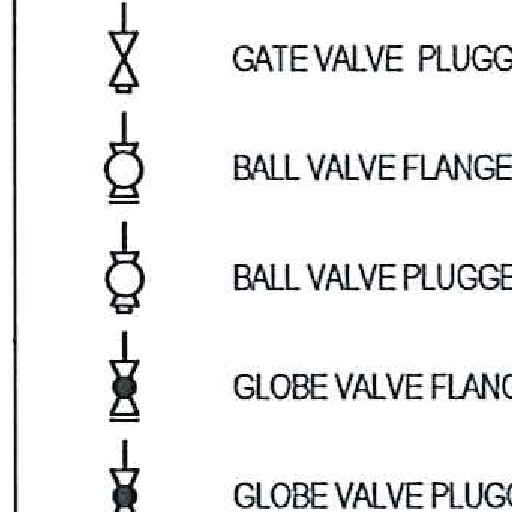 GATE VALVE PLUGG
BALL VALVE FLANGE
BALL VALVE PLUGGE
GLOBE VALVE FLANG
GLOBE VALVE PLUGG